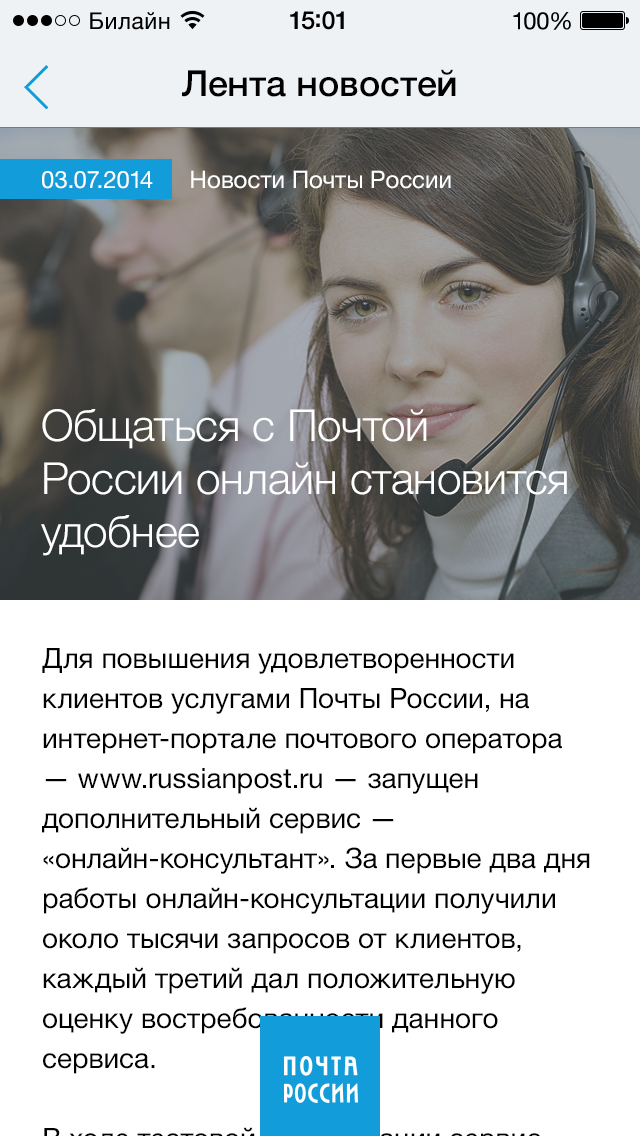 Билайн 15:01 100%
Лента новостей
03.07.2014 Новости Почты России
Общаться с Почтой
России онлайн становится
удобнее
Для повышения удовлетворенности
клиентов услугами Почты России, на
интернет-портале почтового оператора
— www.russianpost.ru — запущен
дополнительный сервис —
«онлайн-консультант». За первые два дня
работы онлайн-консультации получили
около тысячи запросов от клиентов,
каждый третий дал положительную
оценку востребованности данного
сервиса.
ПОЧТА
РОССИИ
В ходе тестовой сервис